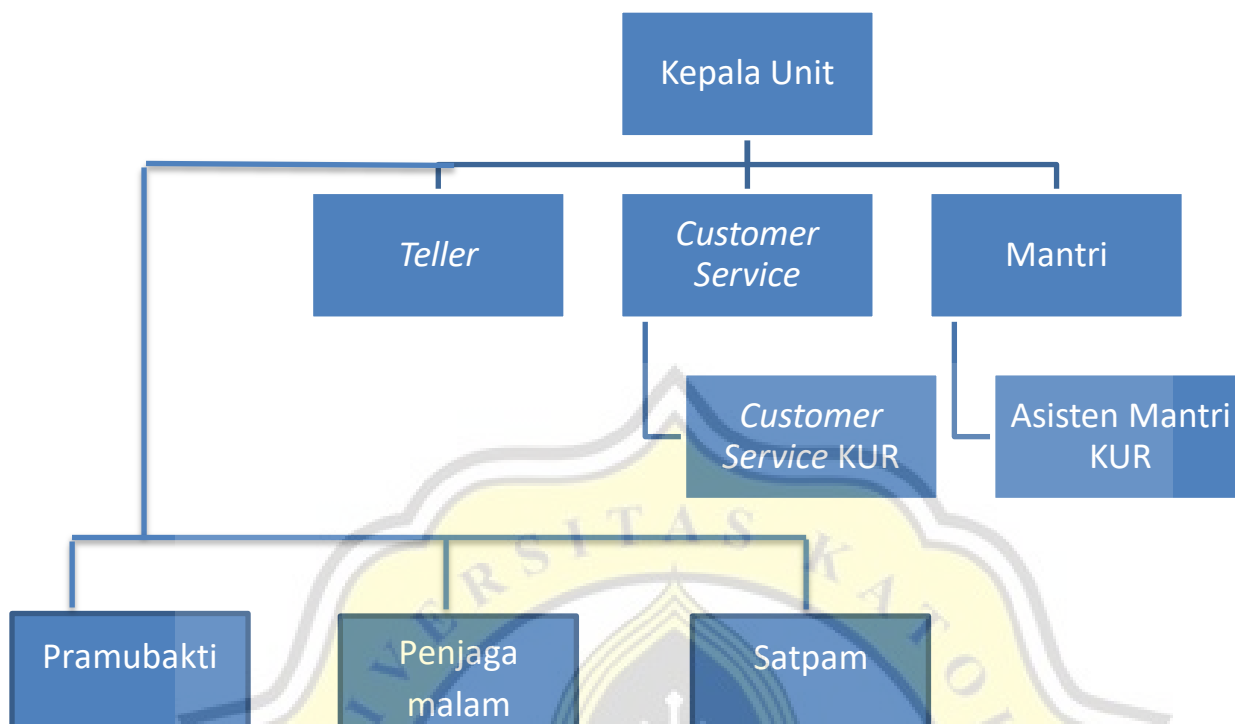 Kepala Unit
Teller
Customer
Service
Mantri
Customer
Service KUR
Asisten Mantri
KUR
Pramubakti
Penjaga
malam
Satpam